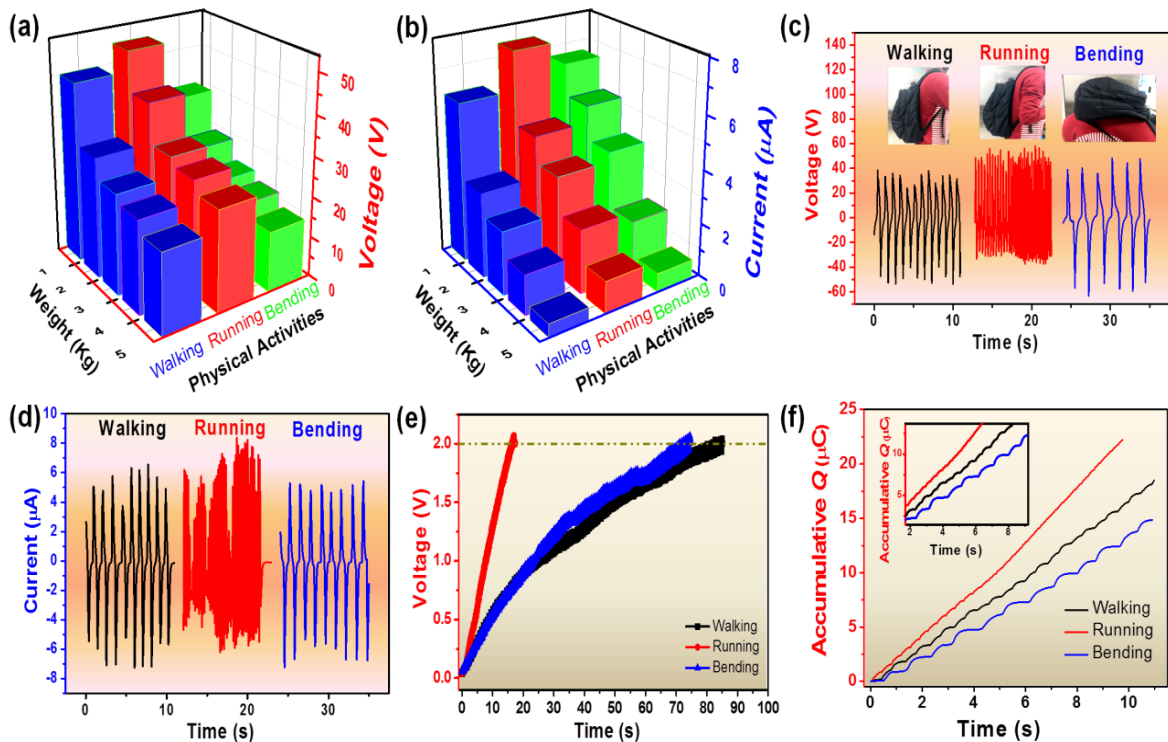 (a)
50
40
30
20
10
0
Voltage (V)
1
2
3
4
5
Weight (Kg)
Walking
Running
Bending
Physical Activities
(b)
8
6
4
2
0
Current (μA)
1
2
3
4
5
Weight (Kg)
Walking
Running
Bending
Physical Activities
(c)
140
120
100
80
60
40
20
0
-20
-40
-60
Voltage (V)
Walking
Running
Bending
0
10
20
30
Time (s)
(d)
10
8
6
4
2
0
-2
-4
-6
-8
Current (μA)
Walking
Running
Bending
0
10
20
30
Time (s)
(e)
2.0
1.5
1.0
0.5
0.0
Voltage (V)
Walking
Running
Bending
0 10 20 30 40 50 60 70 80 90 100
Time (s)
(f)
25
20
15
10
5
0
Accumulative Q (μC)
10
5
Accumulative Q (μC)
2 4 6 8
Time (s)
Walking
Running
Bending
0 2 4 6 8 10
Time (s)